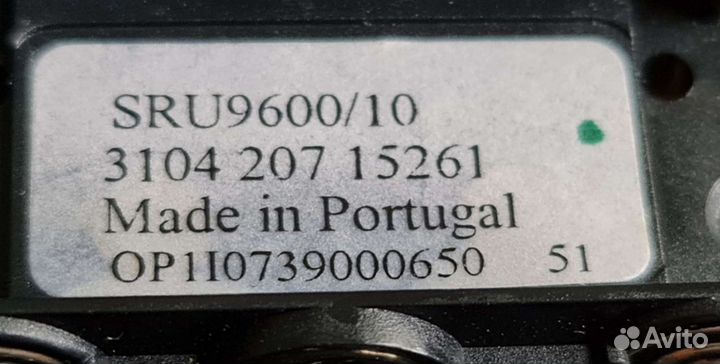 SRU9600/10
3104 207 15261
Made in Portugal
OP1I0739000650 51
Avito